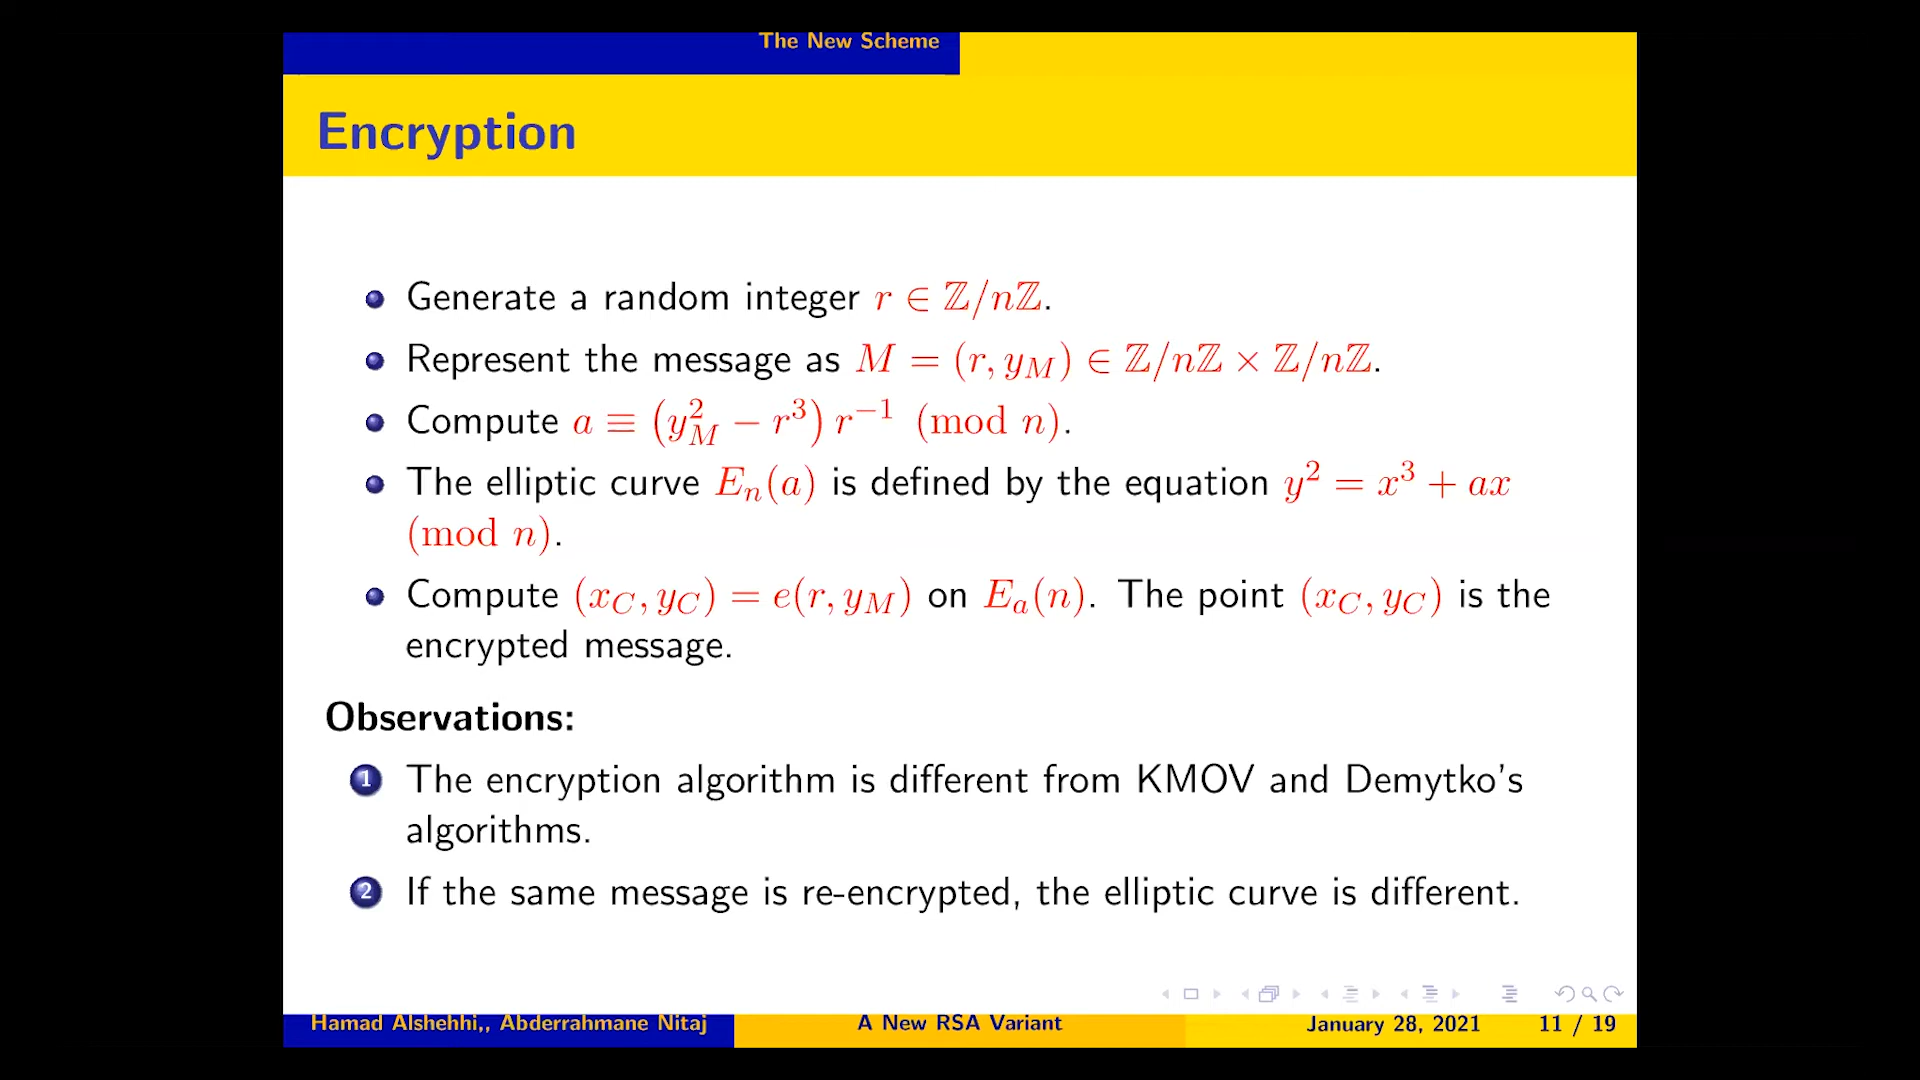 The New Scheme
Encryption
Generate a random integer r ∈ ℤ/nℤ.
Represent the message as M = (r, y_M) ∈ ℤ/nℤ × ℤ/nℤ.
Compute a ≡ (y_M^2 − r^3) r^{−1} (mod n).
The elliptic curve E_n(a) is defined by the equation y^2 = x^3 + ax
(mod n).
Compute (x_C, y_C) = e(r, y_M) on E_a(n). The point (x_C, y_C) is the
encrypted message.
Observations:
1 The encryption algorithm is different from KMOV and Demytko's
algorithms.
2 If the same message is re-encrypted, the elliptic curve is different.
Hamad Alshehhi,, Abderrahmane Nitaj A New RSA Variant January 28, 2021 11 / 19